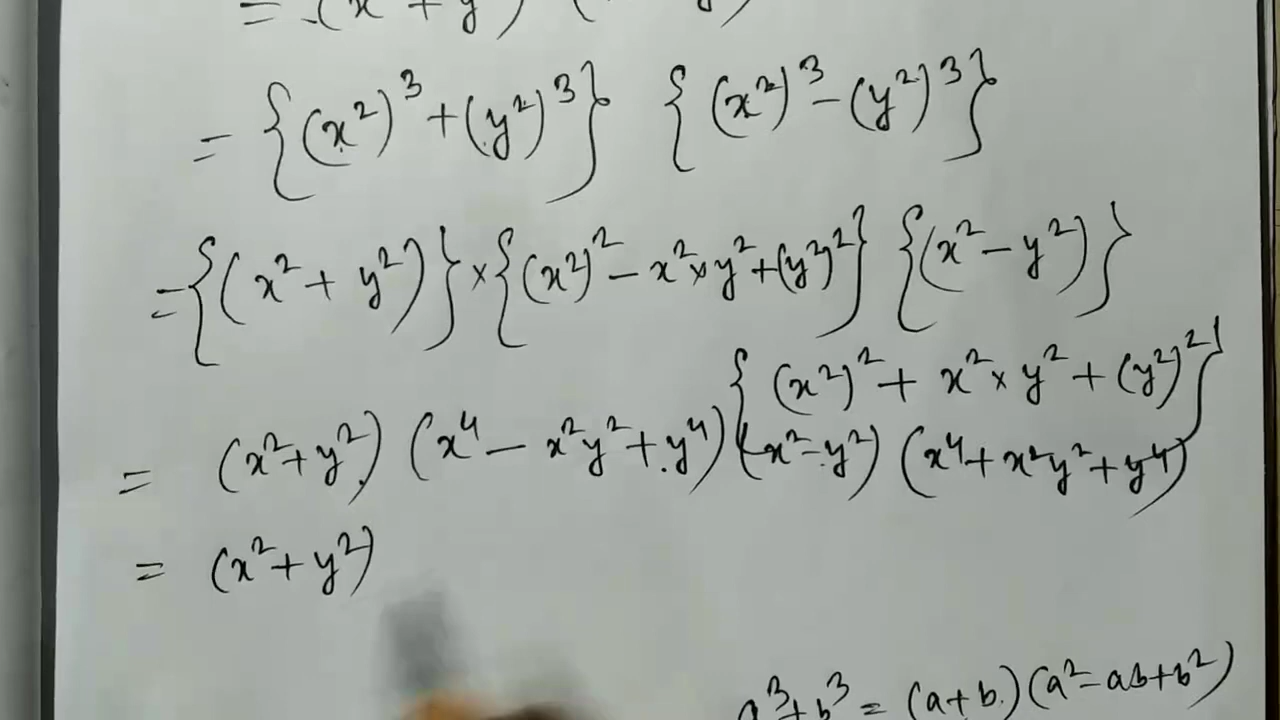 = {(x²)³ + (y²)³} {(x²)³ – (y²)³}
= {(x² + y²)} × {(x²)² – x² × y² + (y²)²} {(x² – y²)}
{(x²)² + x² × y² + (y²)²}
= (x² + y²) (x⁴ – x²y² + y⁴) (x² – y²) (x⁴ + x²y² + y⁴)
= (x² + y²)
a³ + b³ = (a + b) (a² – ab + b²)